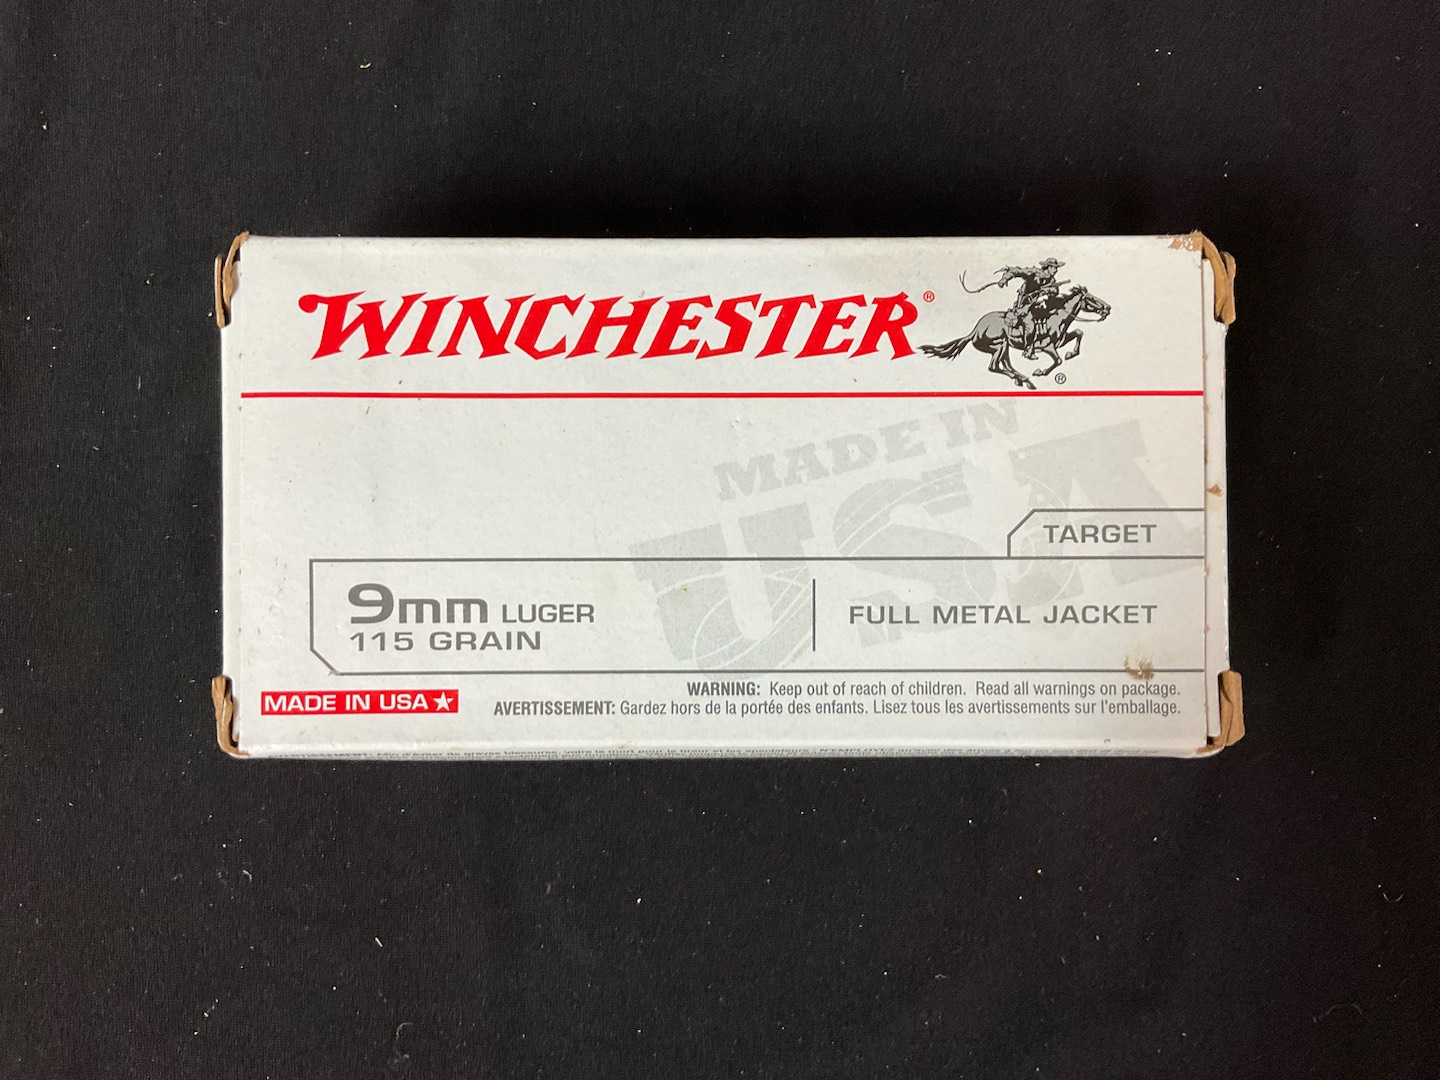 WINCHESTER®
®
MADE IN
USA
TARGET
9mm LUGER
115 GRAIN
FULL METAL JACKET
MADE IN USA★
WARNING: Keep out of reach of children. Read all warnings on package.
AVERTISSEMENT: Gardez hors de la portée des enfants. Lisez tous les avertissements sur l'emballage.